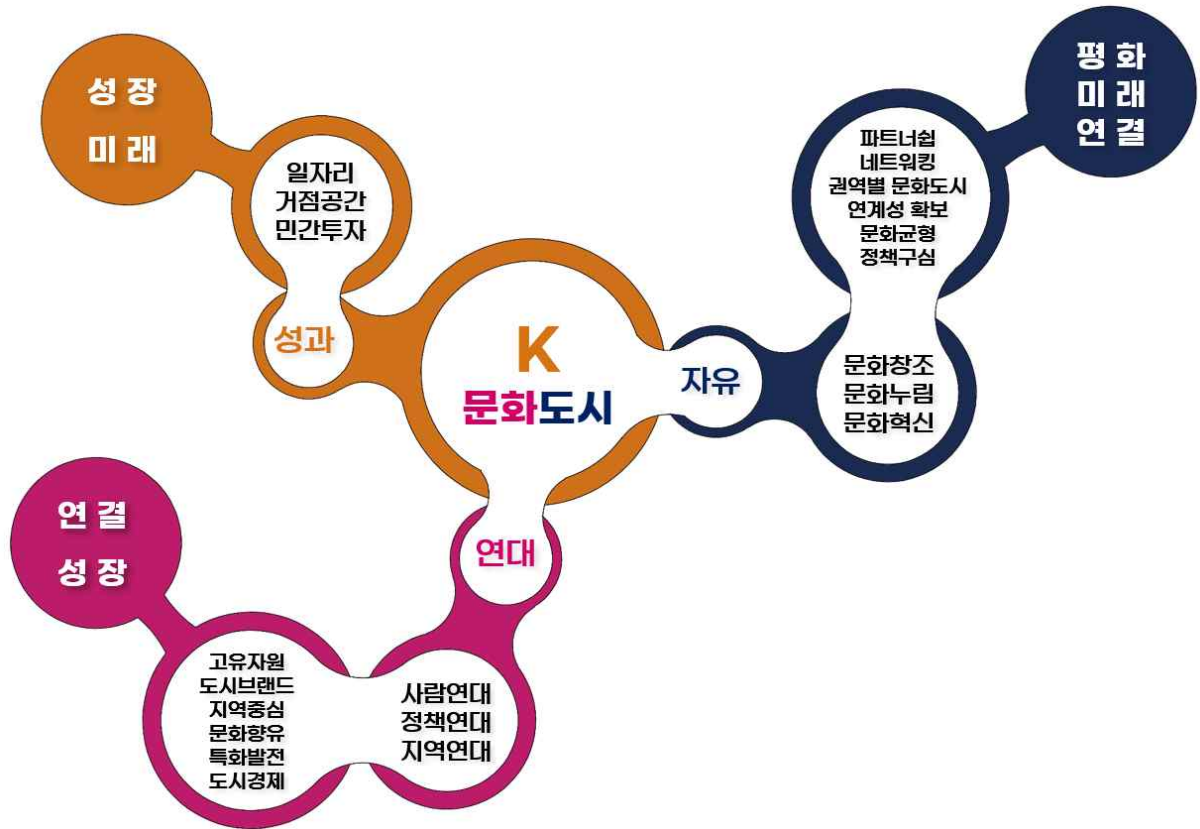 성 장
미 래
일자리
거점공간
민간투자
성과
K
문화도시
자유
문화창조
문화누림
문화혁신
파트너쉽
네트워킹
권역별 문화도시
연계성 확보
문화균형
정책구심
평 화
미 래
연 결
연대
사람연대
정책연대
지역연대
고유자원
도시브랜드
지역중심
문화향유
특화발전
도시경제
연 결
성 장